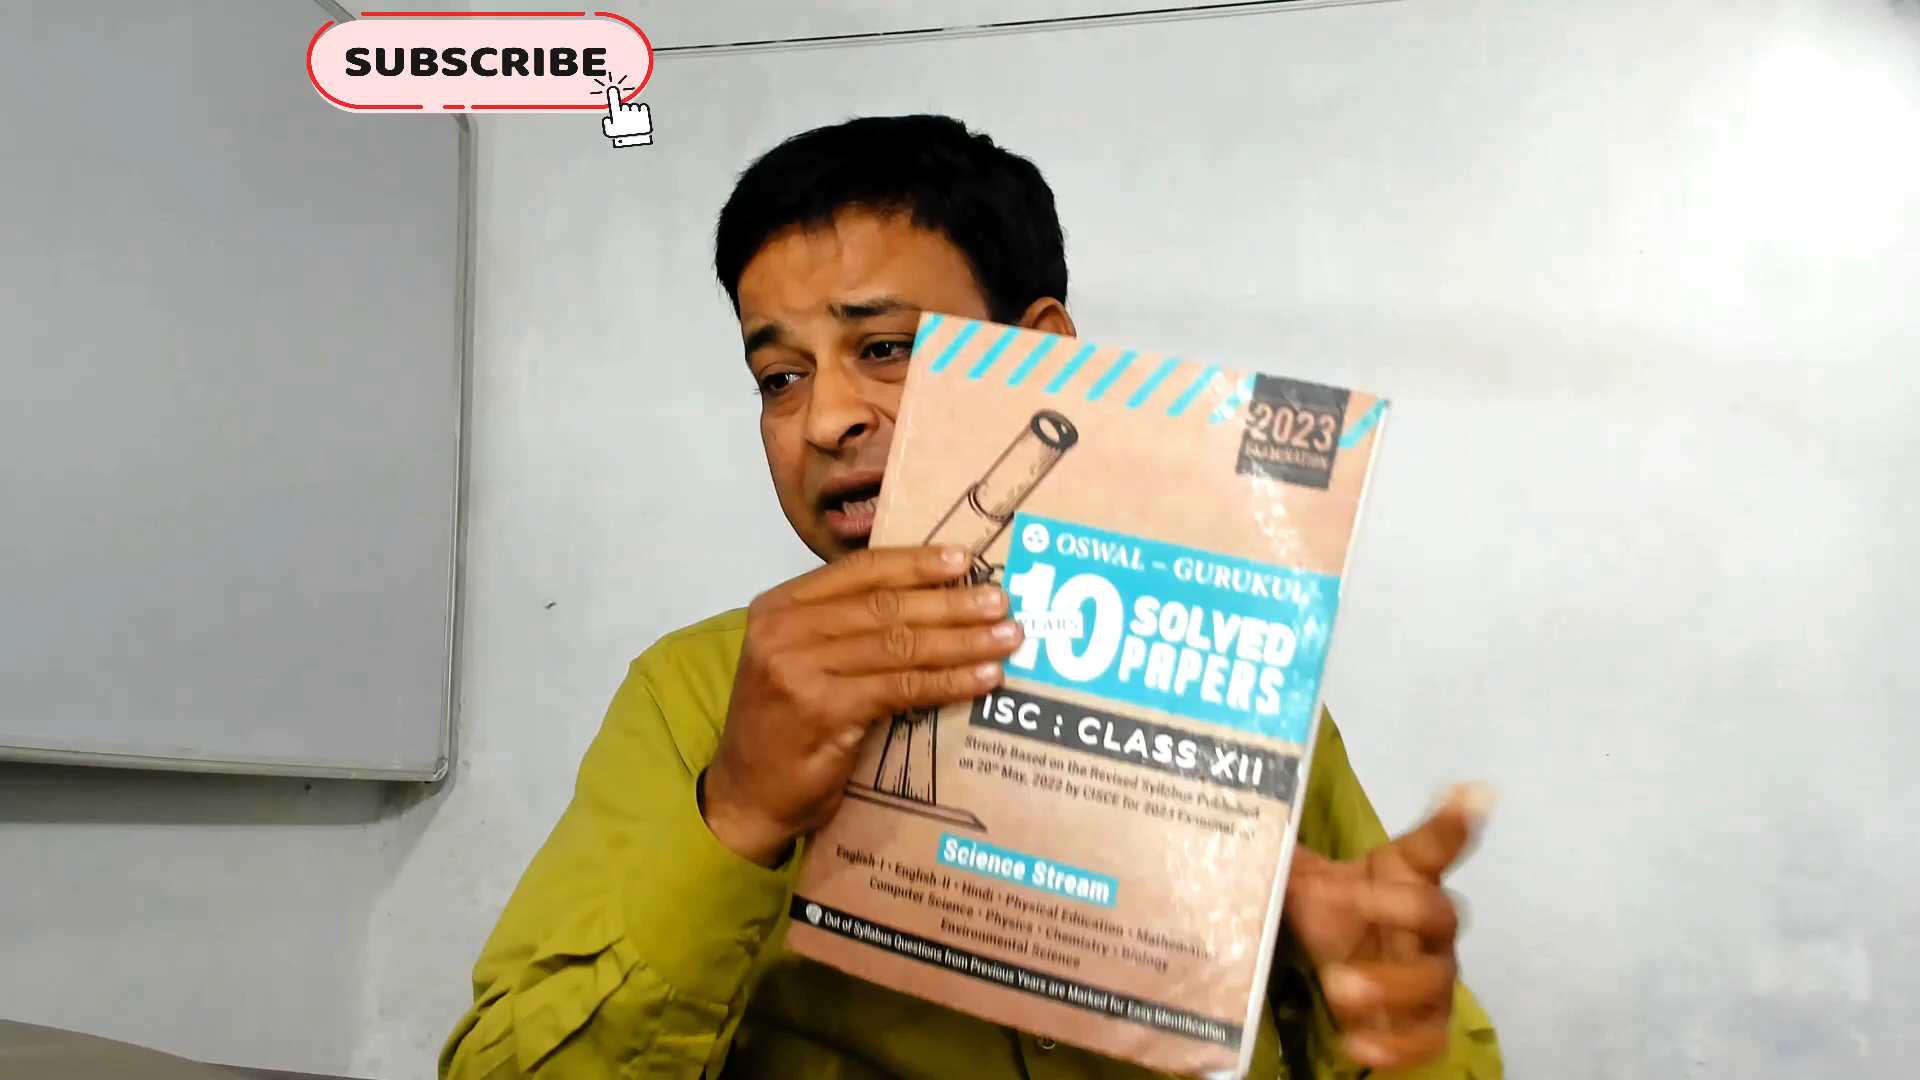 SUBSCRIBE
2023
EXAMINATION
OSWAL - GURUKUL
10 SOLVED
YEARS
PAPERS
ISC : CLASS XII
Strictly Based on the Revised Syllabus Published
on 20th May, 2022 by CISCE for 2023
Science Stream
English-I • English-II • Hindi • Physical Education •
Computer Science • Physics • Chemistry • Biology
Environmental Science
Out of Syllabus Questions from Previous Years are Marked for Easy Identification